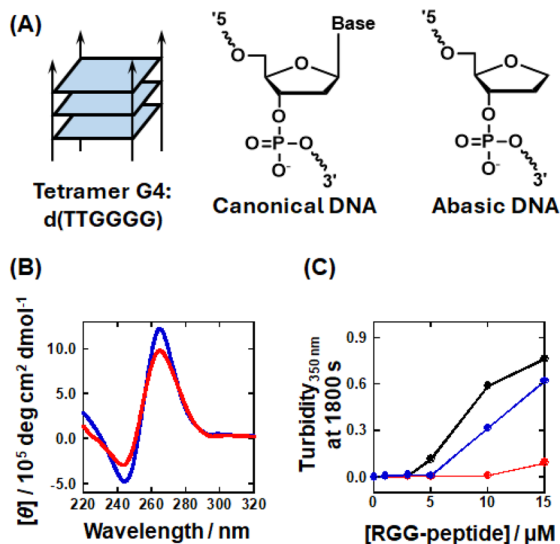 (A)
'5
O
O
Base
O
O=P-O
O-
3'
'5
O
O
O
O=P-O
O-
3'
Tetramer G4:
d(TTGGGG)
Canonical DNA
Abasic DNA
(B)
[θ] / 10⁵ deg cm² dmol⁻¹
10.0
5.0
0.0
-5.0
220 240 260 280 300 320
Wavelength / nm
(C)
Turbidity₃₅₀ ₙₘ
at 1800 s
0.9
0.6
0.3
0.0
0 5 10 15
[RGG-peptide] / μM